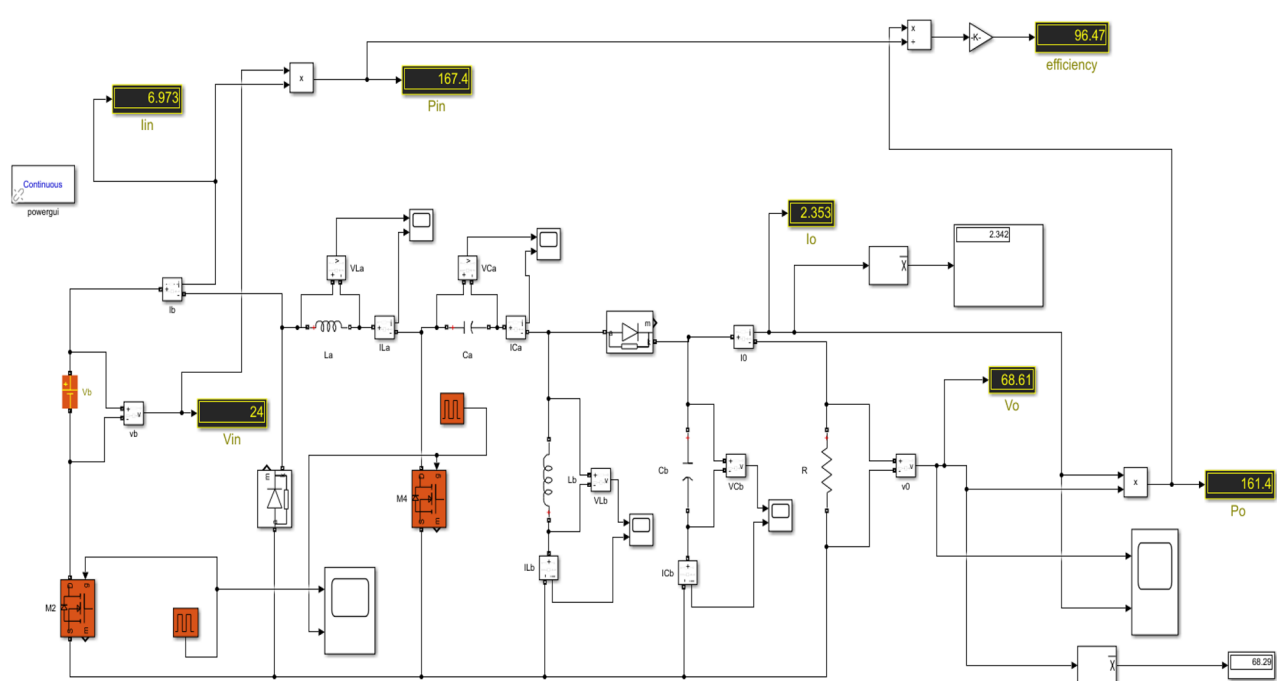 96.47
efficiency
x
÷
-K-
x
167.4
Pin
6.973
Iin
Continuous
powergui
2.353
Io
2.342
VLa
VCa
Ib
La
ILa
Ca
ICa
I0
68.61
Vo
Vb
vb
24
Vin
M4
Lb
VLb
Cb
VCb
R
v0
x
161.4
Po
ILb
ICb
M2
68.29